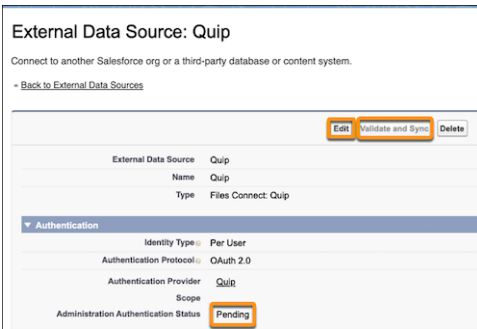 External Data Source: Quip
Connect to another Salesforce org or a third-party database or content system.
« Back to External Data Sources
Edit Validate and Sync Delete
External Data Source Quip
Name Quip
Type Files Connect: Quip
▼ Authentication
Identity Type Per User
Authentication Protocol OAuth 2.0
Authentication Provider Quip
Scope
Administration Authentication Status Pending